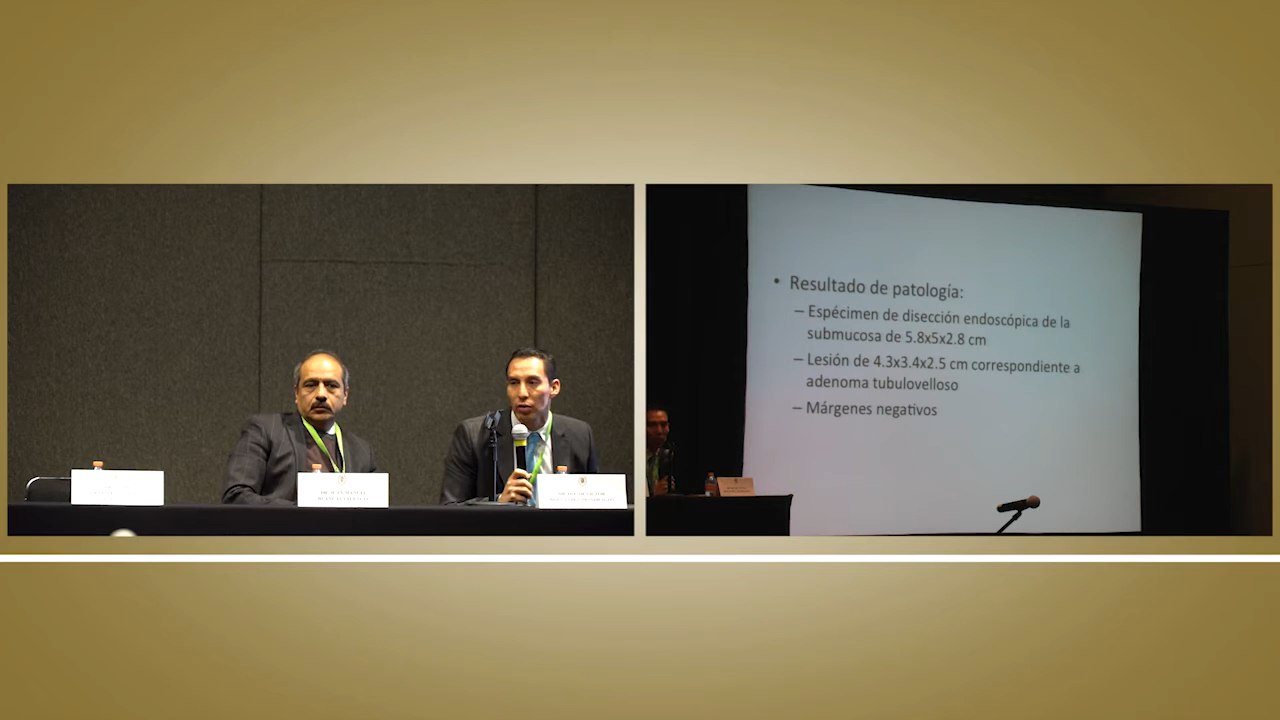 • Resultado de patología:
– Espécimen de disección endoscópica de la
submucosa de 5.8x5x2.8 cm
– Lesión de 4.3x3.4x2.5 cm correspondiente a
adenoma tubulovelloso
– Márgenes negativos